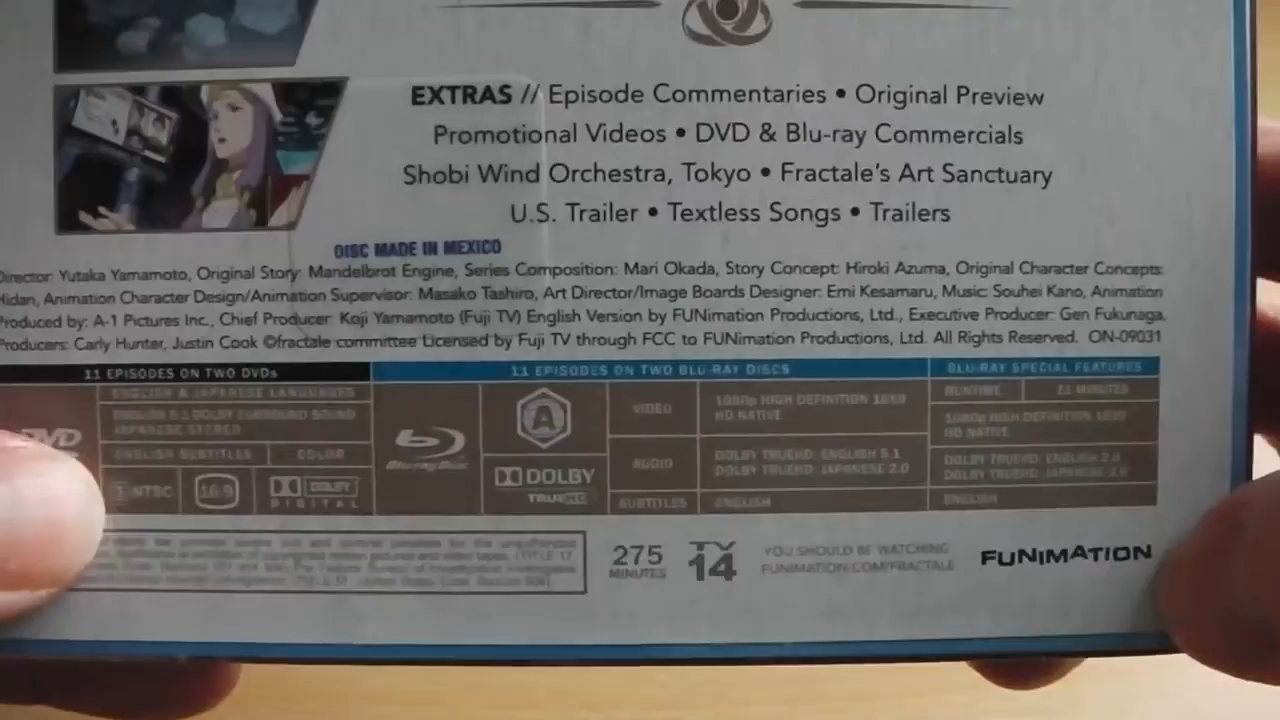 EXTRAS // Episode Commentaries • Original Preview
Promotional Videos • DVD & Blu-ray Commercials
Shobi Wind Orchestra, Tokyo • Fractale's Art Sanctuary
U.S. Trailer • Textless Songs • Trailers
DISC MADE IN MEXICO
Director: Yutaka Yamamoto, Original Story: Mandelbrot Engine, Series Composition: Mari Okada, Story Concept: Hiroki Azuma, Original Character Concepts:
Hidan, Animation Character Design/Animation Supervisor: Masako Tashiro, Art Director/Image Boards Designer: Emi Kesamaru, Music: Souhei Kano, Animation
Produced by: A-1 Pictures Inc., Chief Producer: Koji Yamamoto (Fuji TV) English Version by FUNimation Productions, Ltd., Executive Producer: Gen Fukunaga,
Producers: Carly Hunter, Justin Cook ©fractale committee Licensed by Fuji TV through FCC to FUNimation Productions, Ltd. All Rights Reserved. ON-09031
11 EPISODES ON TWO DVDs
ENGLISH & JAPANESE LANGUAGES
ENGLISH 5.1 DOLBY SURROUND SOUND
JAPANESE STEREO
ENGLISH SUBTITLES COLOR
1 NTSC 16:9 DOLBY DIGITAL
11 EPISODES ON TWO BLU-RAY DISCS
Blu-ray Disc
A
DOLBY TRUEHD
VIDEO 1080p HIGH DEFINITION 16X9
HD NATIVE
AUDIO DOLBY TRUEHD: ENGLISH 5.1
DOLBY TRUEHD: JAPANESE 2.0
SUBTITLES ENGLISH
BLU-RAY SPECIAL FEATURES
RUNTIME MINUTES
1080p HIGH DEFINITION 16X9
HD NATIVE
DOLBY TRUEHD: ENGLISH 2.0
DOLBY TRUEHD: JAPANESE 2.0
ENGLISH
275 MINUTES
TV 14
YOU SHOULD BE WATCHING
FUNIMATION.COM/FRACTALE
FUNIMATION